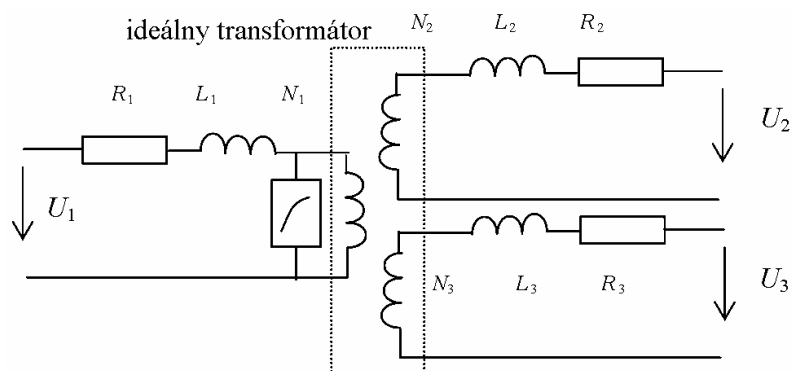 ideálny transformátor
N₂ L₂ R₂
R₁ L₁ N₁
U₂
U₁
N₃ L₃ R₃
U₃